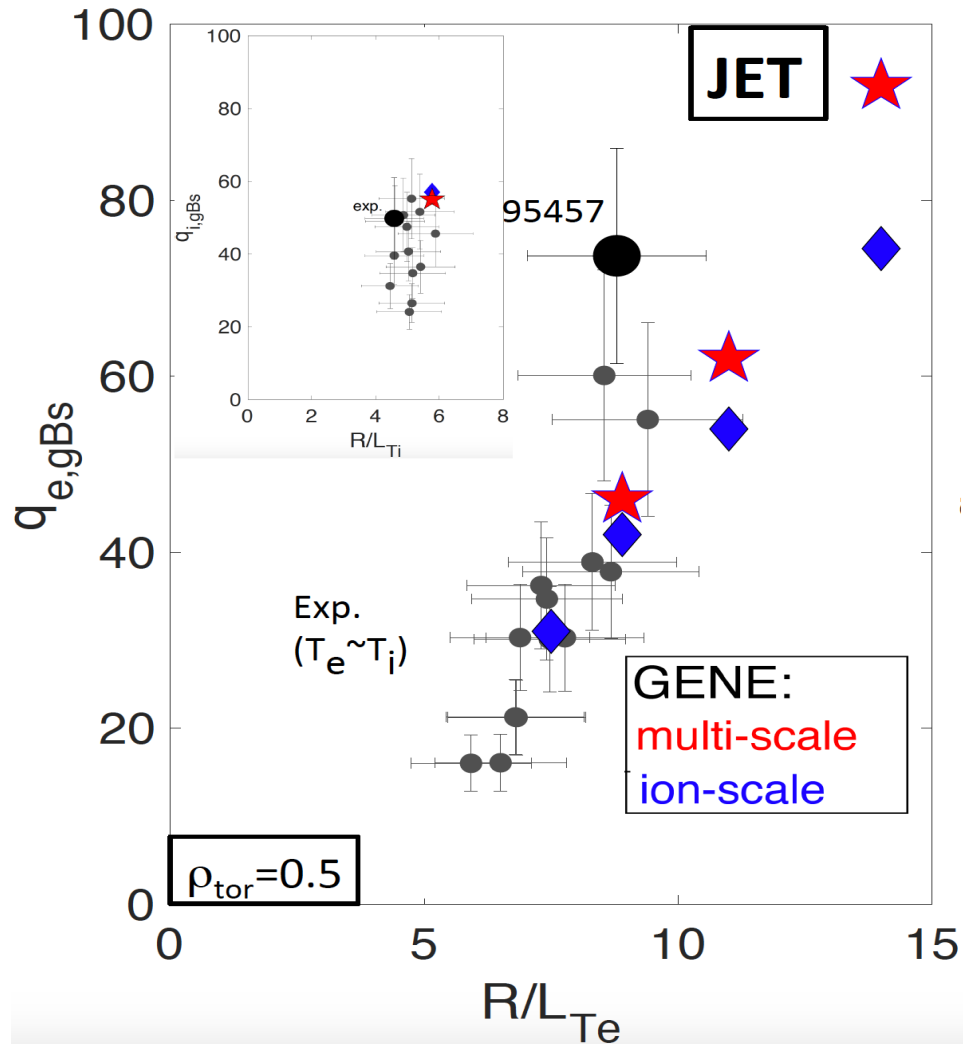 100
80
60
40
20
0
0
5
10
15
q_e,gBs
R/L_Te
100
80
60
40
20
0
0
2
4
6
8
q_i,gBs
R/L_Ti
exp.
JET
95457
Exp.
(T_e~T_i)
GENE:
multi-scale
ion-scale
ρ_tor=0.5